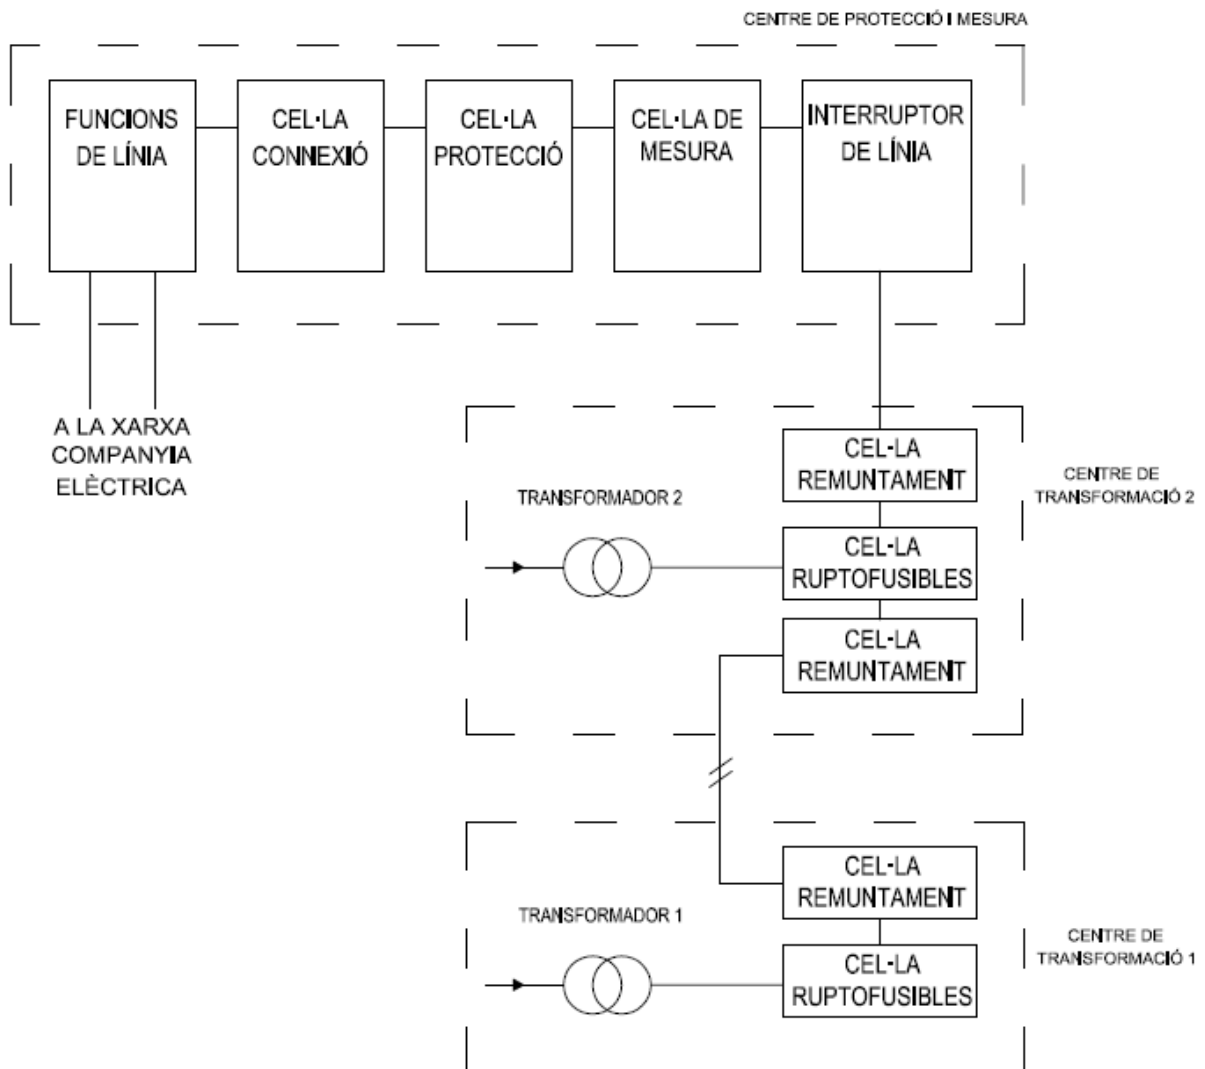 CENTRE DE PROTECCIÓ I MESURA
FUNCIONS
DE LÍNIA
CEL·LA
CONNEXIÓ
CEL·LA
PROTECCIÓ
CEL·LA DE
MESURA
INTERRUPTOR
DE LÍNIA
A LA XARXA
COMPANYIA
ELÈCTRICA
CEL·LA
REMUNTAMENT
CENTRE DE
TRANSFORMACIÓ 2
TRANSFORMADOR 2
CEL·LA
RUPTOFUSIBLES
CEL·LA
REMUNTAMENT
CEL·LA
REMUNTAMENT
TRANSFORMADOR 1
CENTRE DE
TRANSFORMACIÓ 1
CEL·LA
RUPTOFUSIBLES